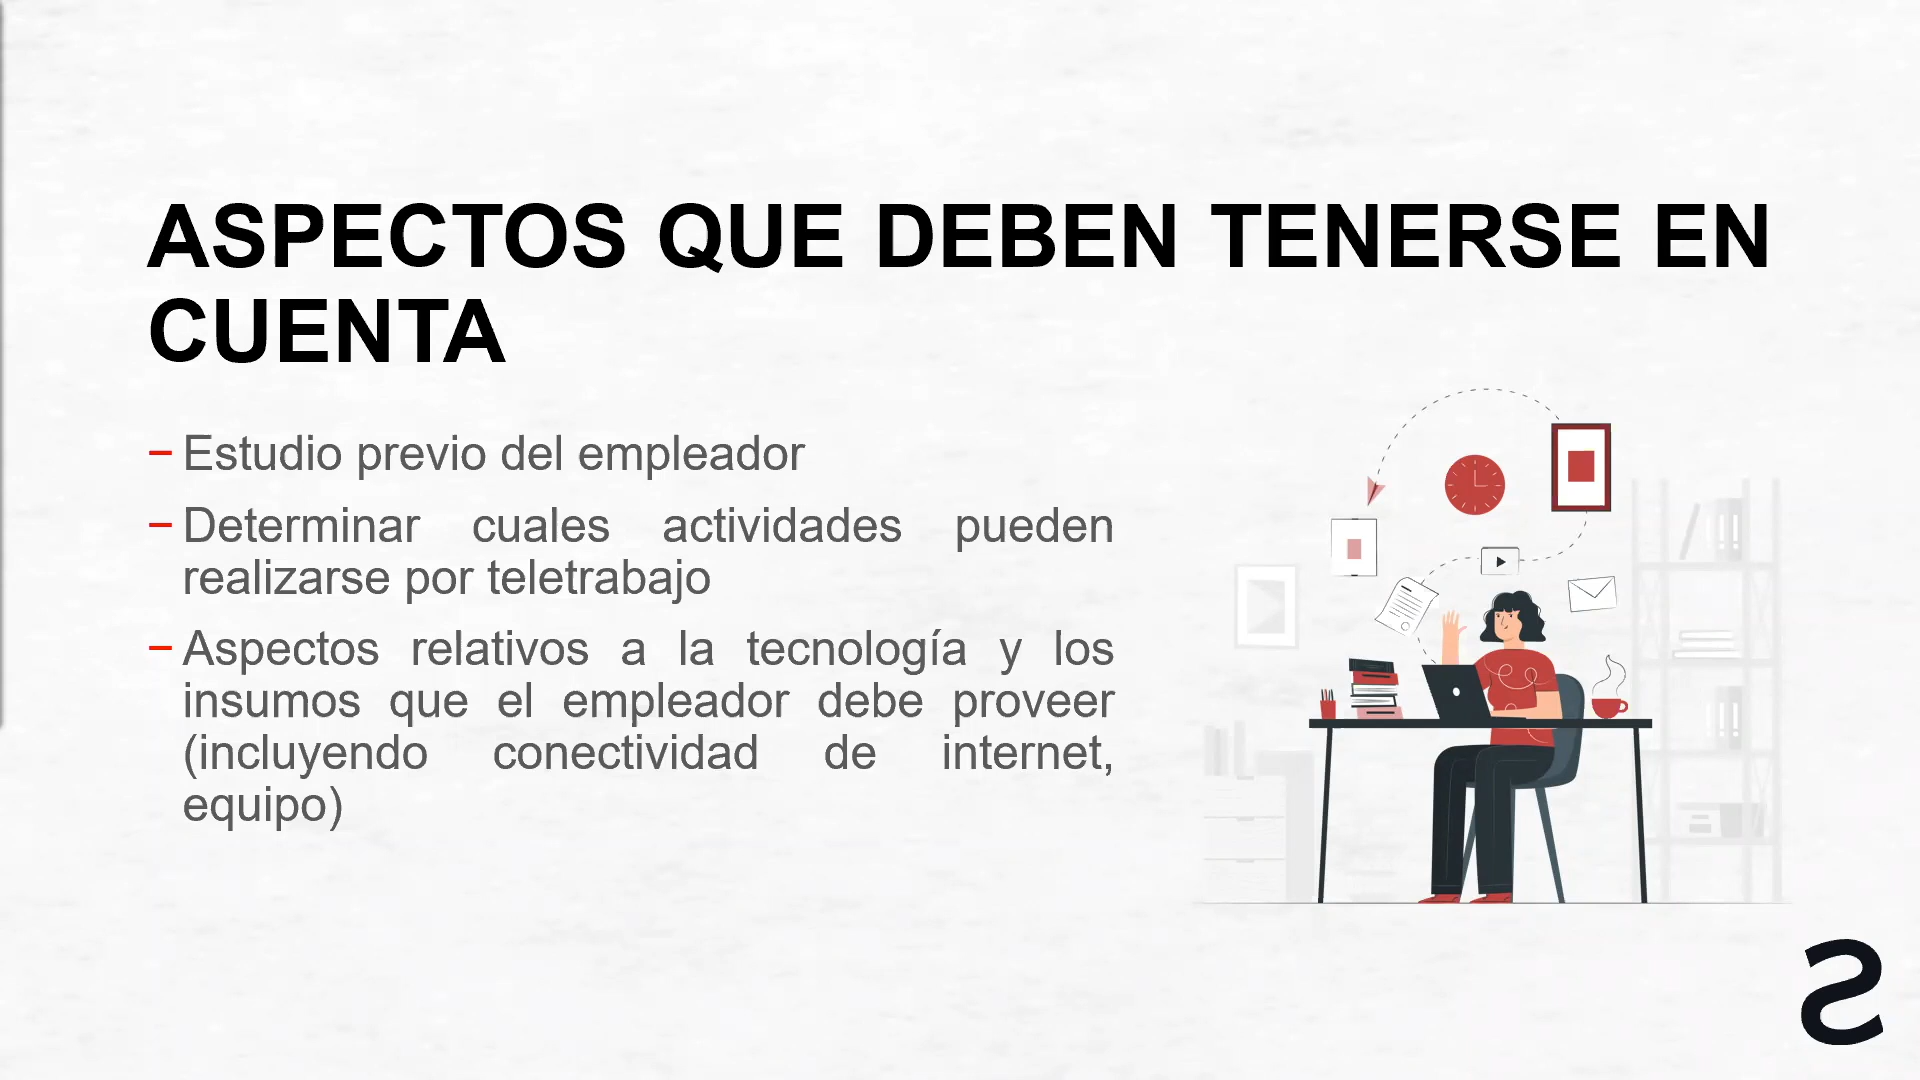 ASPECTOS QUE DEBEN TENERSE EN
CUENTA
– Estudio previo del empleador
– Determinar cuales actividades pueden
realizarse por teletrabajo
– Aspectos relativos a la tecnología y los
insumos que el empleador debe proveer
(incluyendo conectividad de internet,
equipo)